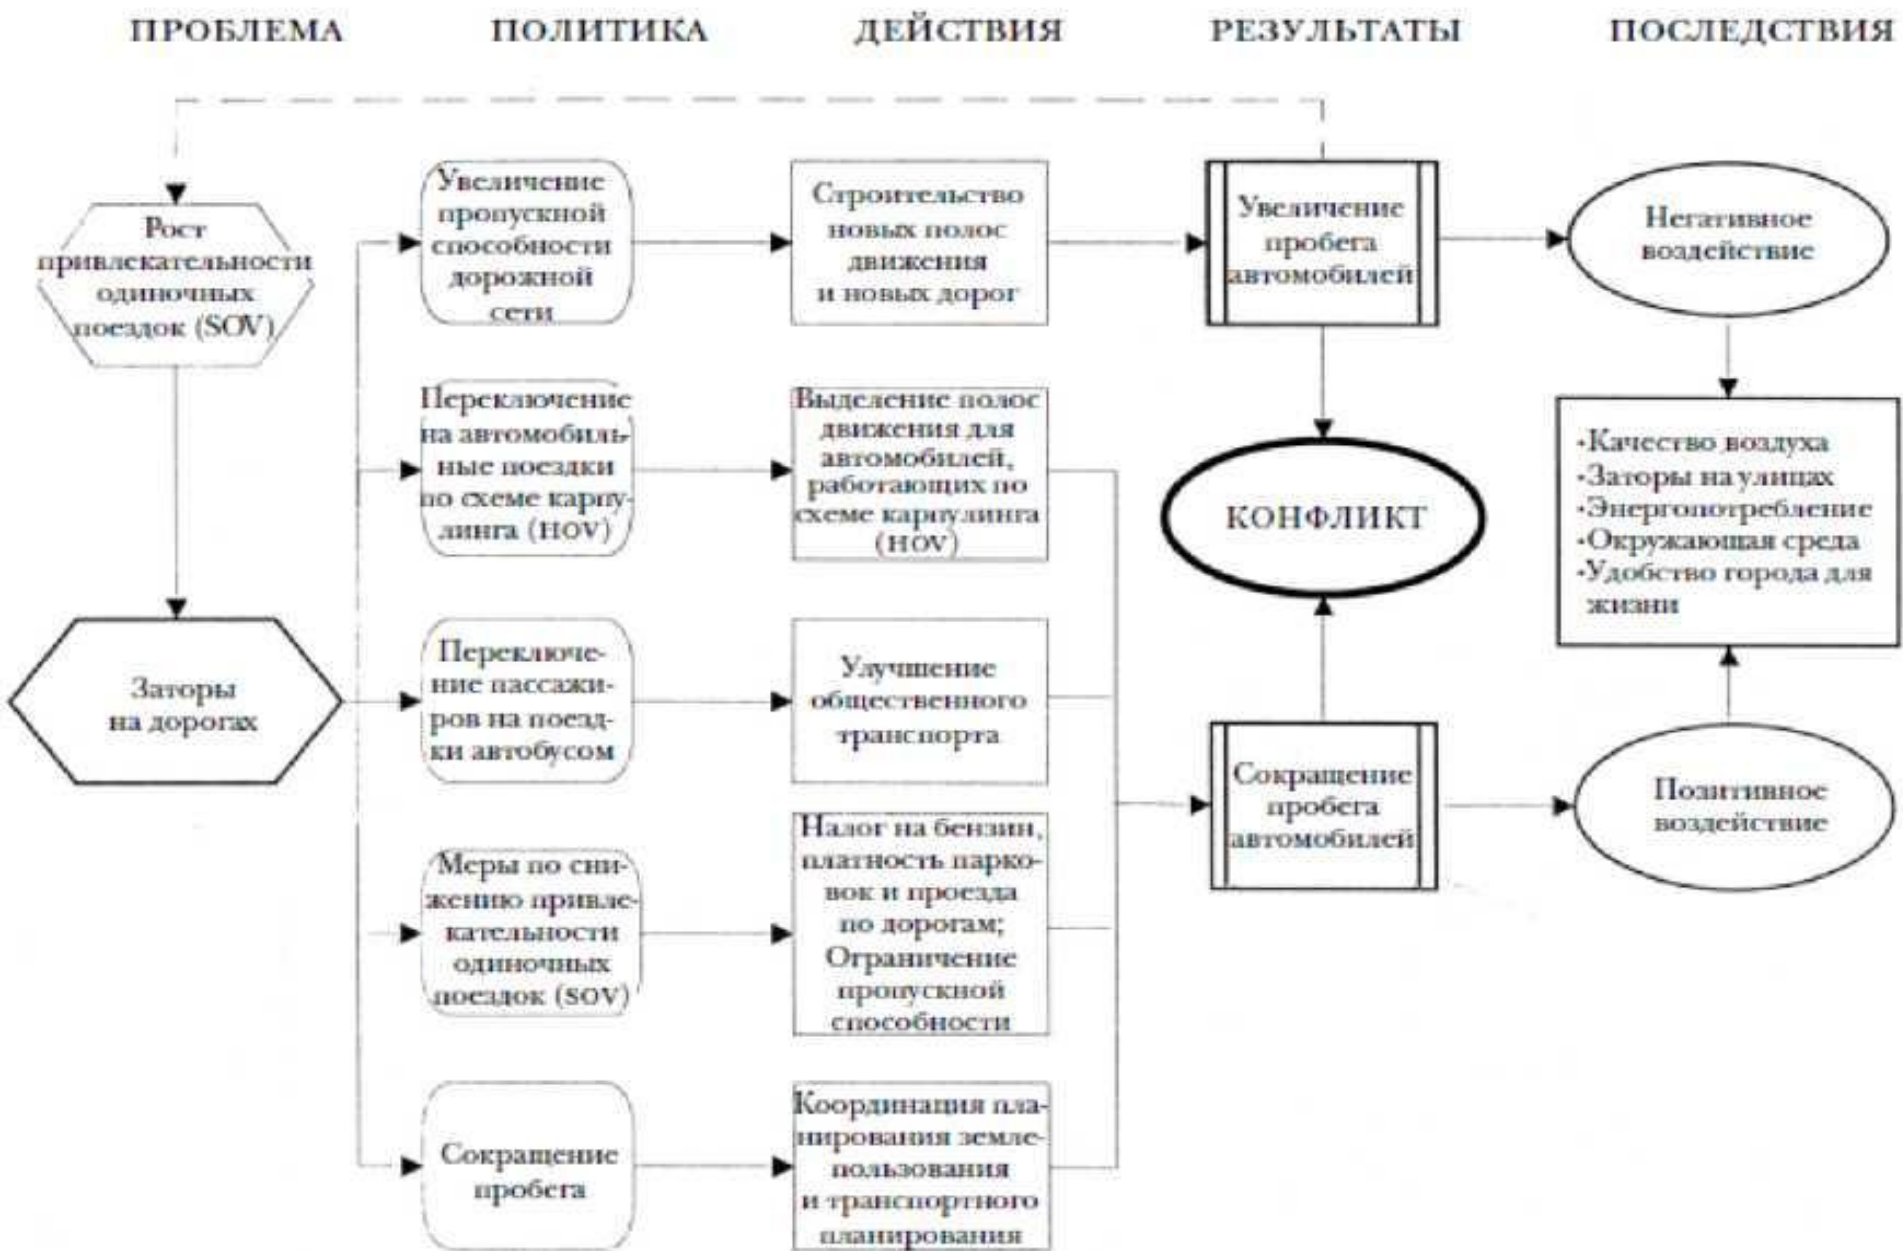 ПРОБЛЕМА
ПОЛИТИКА
ДЕЙСТВИЯ
РЕЗУЛЬТАТЫ
ПОСЛЕДСТВИЯ
Рост
привлекательности
одиночных
поездок (SOV)
Заторы
на дорогах
Увеличение
пропускной
способности
дорожной
сети
Переключение
на автомобиль-
ные поездки
по схеме карпу-
линга (HOV)
Переключе-
ние пассажи-
ров на поезд-
ки автобусом
Меры по сни-
жению привле-
кательности
одиночных
поездок (SOV)
Сокращение
пробега
Строительство
новых полос
движения
и новых дорог
Выделение полос
движения для
автомобилей,
работающих по
схеме карпулинга
(HOV)
Улучшение
общественного
транспорта
Налог на бензин,
платность парко-
вок и проезда
по дорогам;
Ограничение
пропускной
способности
Координация пла-
нирования земле-
пользования
и транспортного
планирования
Увеличение
пробега
автомобилей
КОНФЛИКТ
Сокращение
пробега
автомобилей
Негативное
воздействие
•Качество воздуха
•Заторы на улицах
•Энергопотребление
•Окружающая среда
•Удобство города для
жизни
Позитивное
воздействие